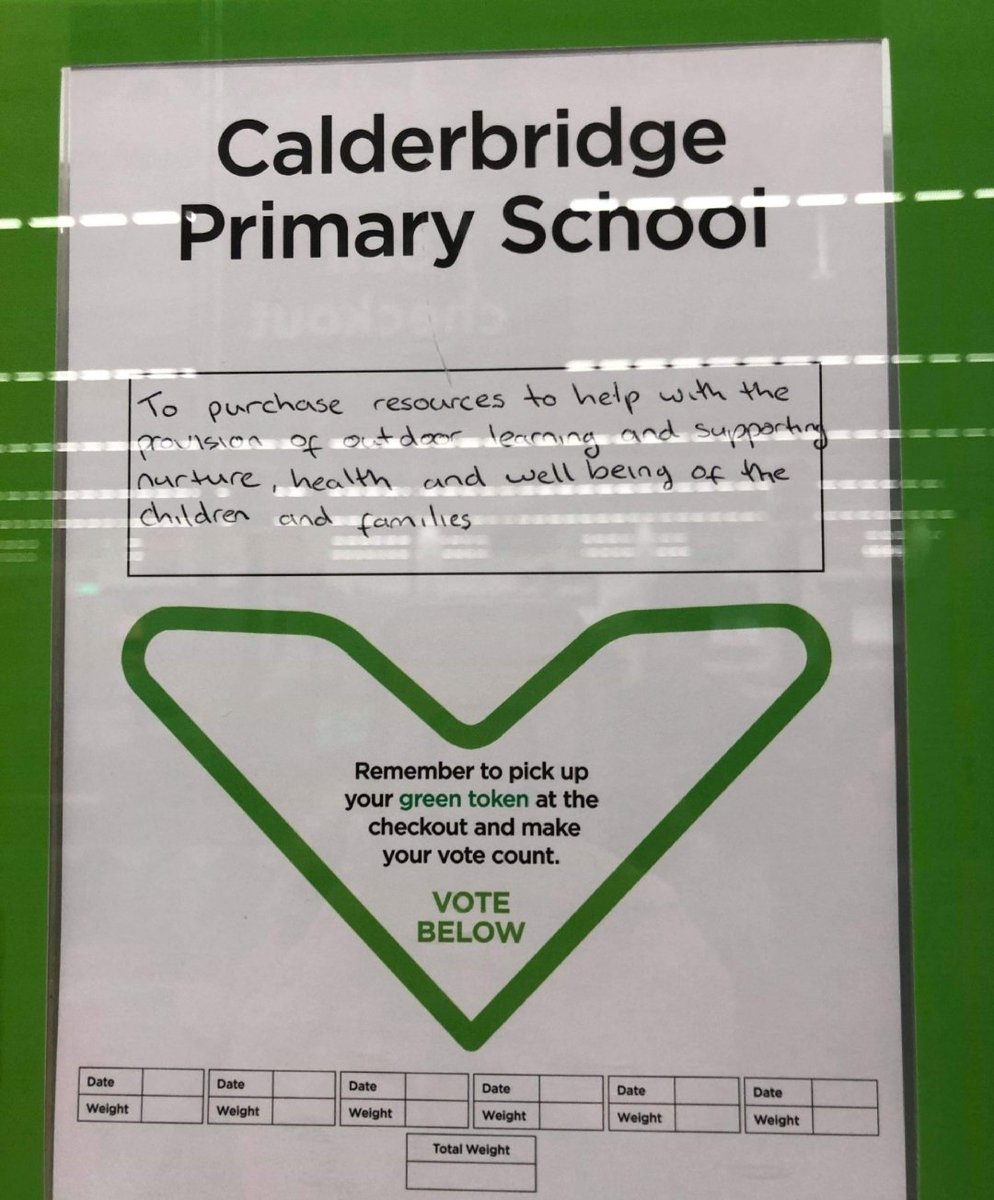 Calderbridge
Primary School
checkout
To purchase resources to help with the
provision of outdoor learning and supporting
nurture, health and well being of the
children and families
Remember to pick up
your green token at the
checkout and make
your vote count.
VOTE
BELOW
Date Date Date Date Date Date
Weight Weight Weight Weight Weight Weight
Total Weight